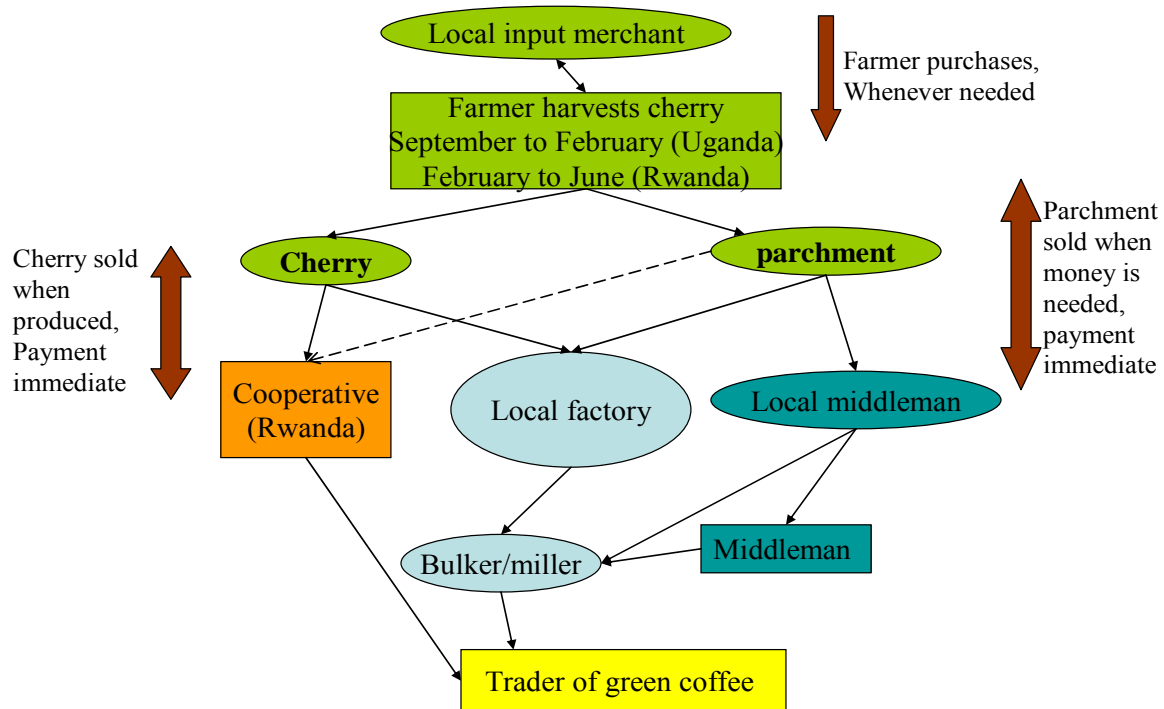 Local input merchant
Farmer purchases,
Whenever needed
Farmer harvests cherry
September to February (Uganda)
February to June (Rwanda)
Cherry sold
when
produced,
Payment
immediate
Cherry
parchment
Parchment
sold when
money is
needed,
payment
immediate
Cooperative
(Rwanda)
Local factory
Local middleman
Bulker/miller
Middleman
Trader of green coffee